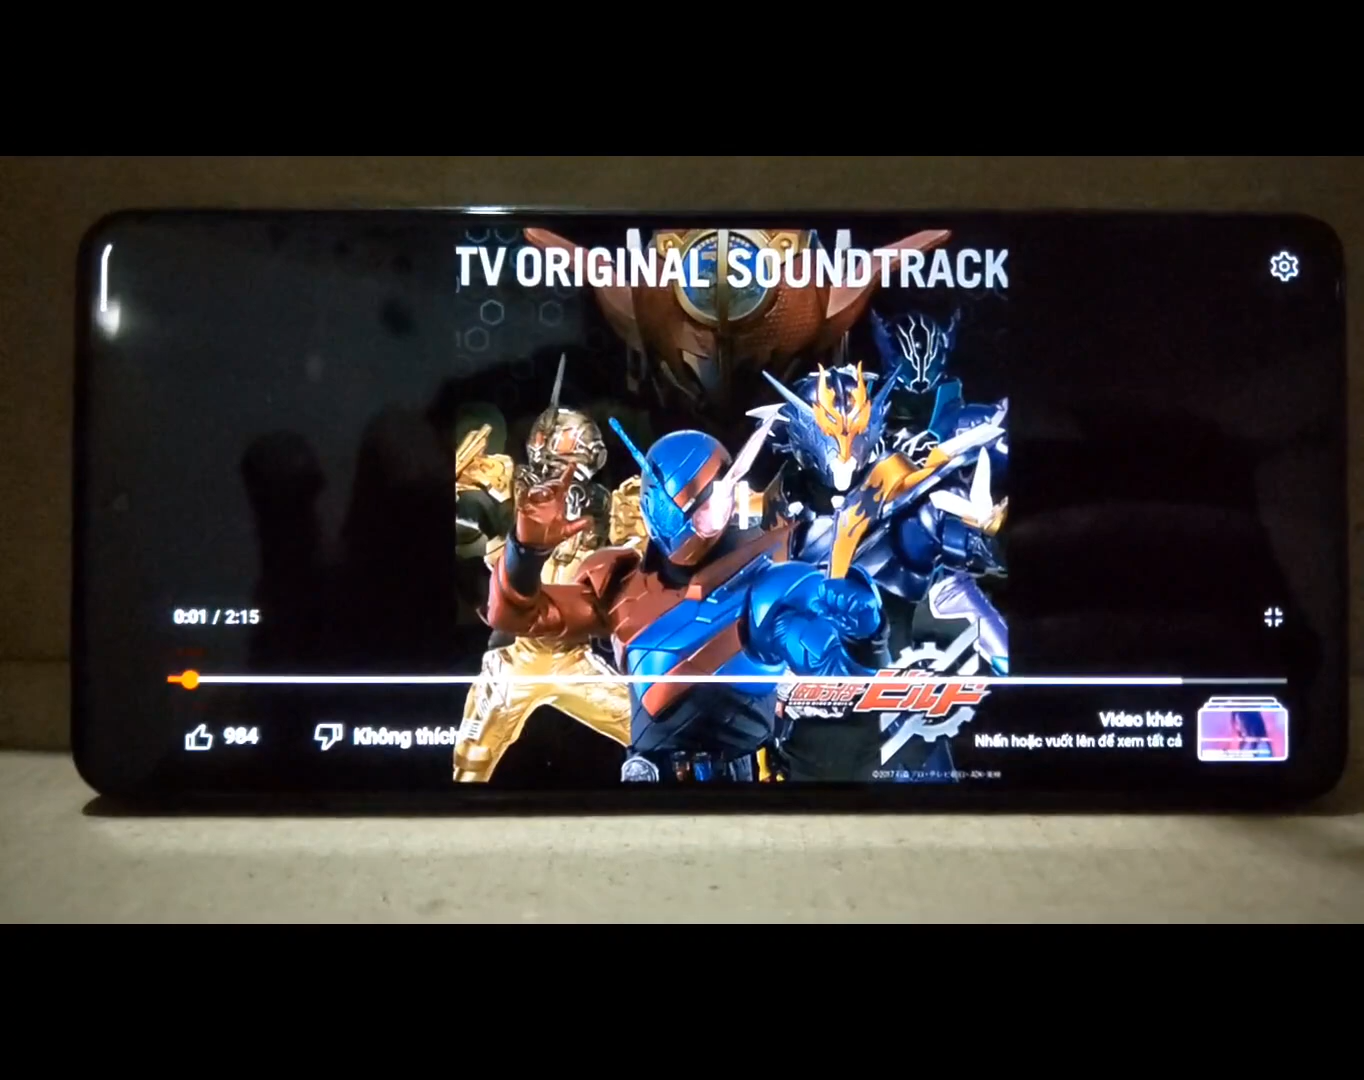 TV ORIGINAL SOUNDTRACK
0:01 / 2:15
仮面ライダー
ビルド
984
Không thích
Video khác
Nhấn hoặc vuốt lên để xem tất cả